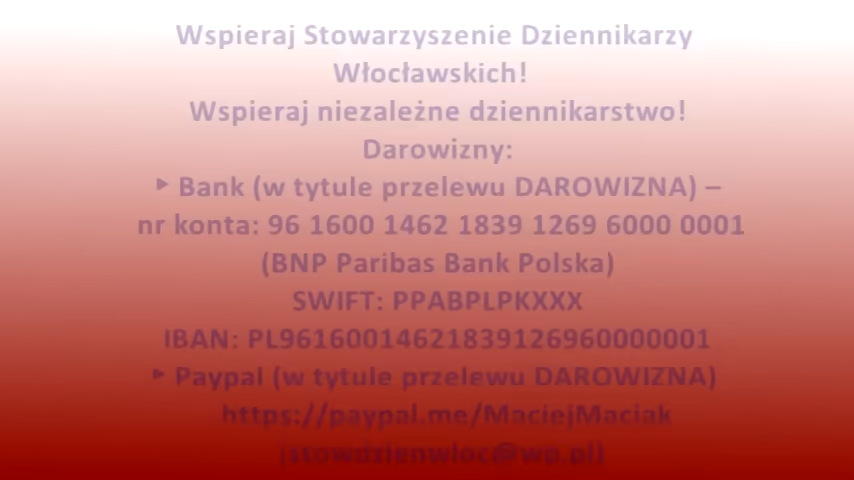 Wspieraj Stowarzyszenie Dziennikarzy
Włocławskich!
Wspieraj niezależne dziennikarstwo!
Darowizny:
‣ Bank (w tytule przelewu DAROWIZNA) –
nr konta: 96 1600 1462 1839 1269 6000 0001
(BNP Paribas Bank Polska)
SWIFT: PPABPLPKXXX
IBAN: PL96160014621839126960000001
‣ Paypal (w tytule przelewu DAROWIZNA)
https://paypal.me/MaciejMaciak
(stowdzienwloc@wp.pl)